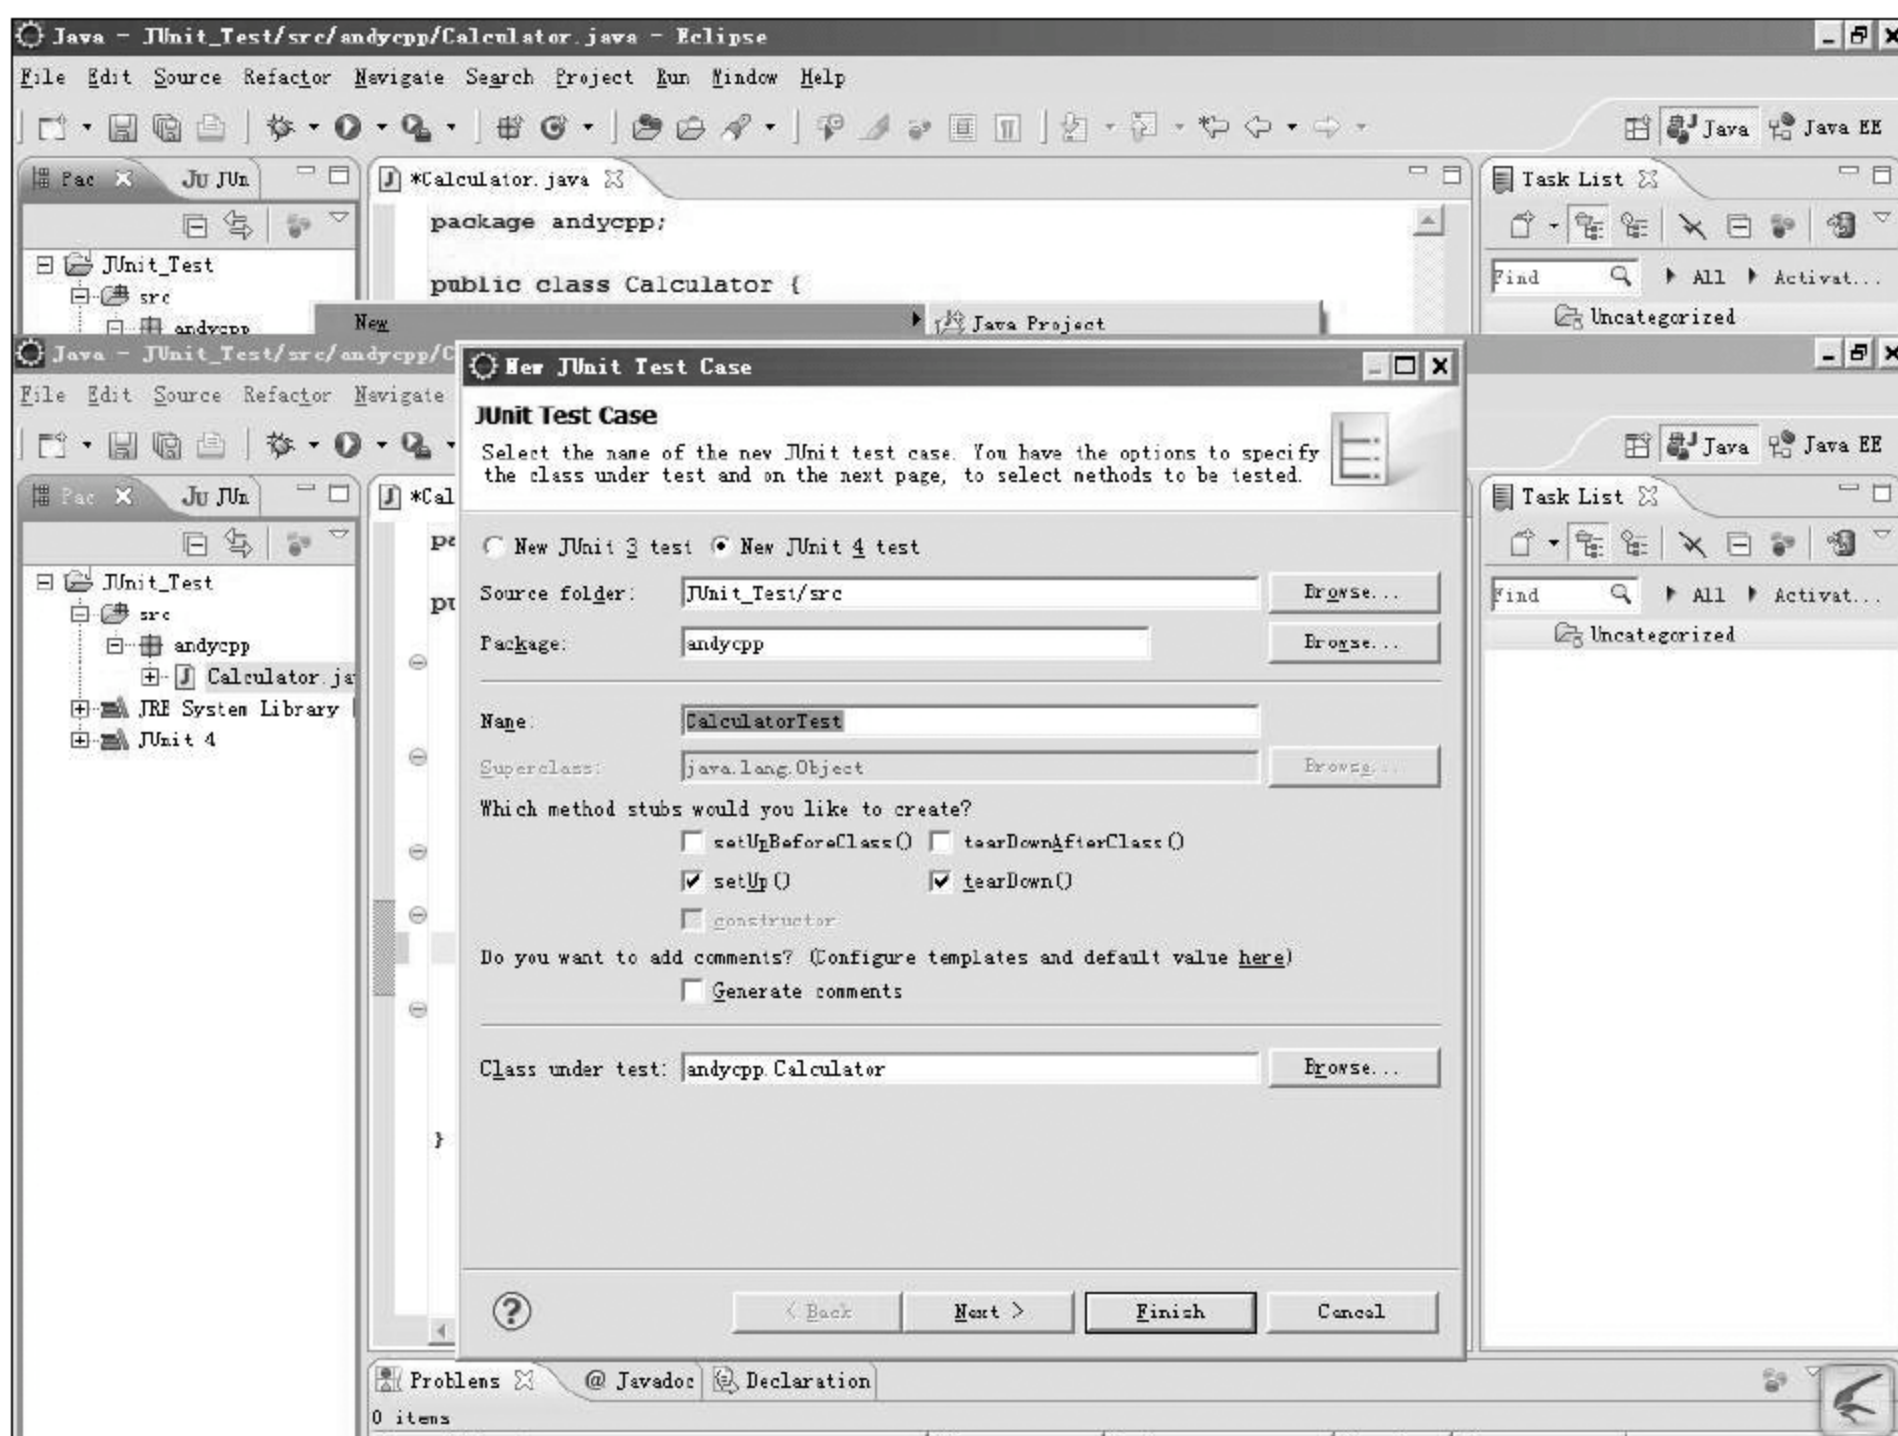 Java - JUnit_Test/src/andycpp/Calculator.java - Eclipse
File Edit Source Refactor Navigate Search Project Run Window Help
Java Java EE
Pac JUn *Calculator.java Task List
package andycpp;
JUnit_Test
public class Calculator {
Find All Activat...
src
andycpp New Java Project Uncategorized
Java - JUnit_Test/src/andycpp/C
New JUnit Test Case
File Edit Source Refactor Navigate
JUnit Test Case
Select the name of the new JUnit test case. You have the options to specify
the class under test and on the next page, to select methods to be tested.
Java Java EE
Pac JUn *Cal Task List
pa
New JUnit 3 test New JUnit 4 test
JUnit_Test
Source folder: JUnit_Test/src Browse...
Find All Activat...
src pu
andycpp Package: andycpp Browse... Uncategorized
Calculator.ja
JRE System Library
Name: CalculatorTest
JUnit 4
Superclass: java.lang.Object Browse...
Which method stubs would you like to create?
setUpBeforeClass() tearDownAfterClass()
setUp() tearDown()
constructor
Do you want to add comments? (Configure templates and default value here)
Generate comments
Class under test: andycpp.Calculator Browse...
}
? < Back Next > Finish Cancel
Problems @ Javadoc Declaration
0 items